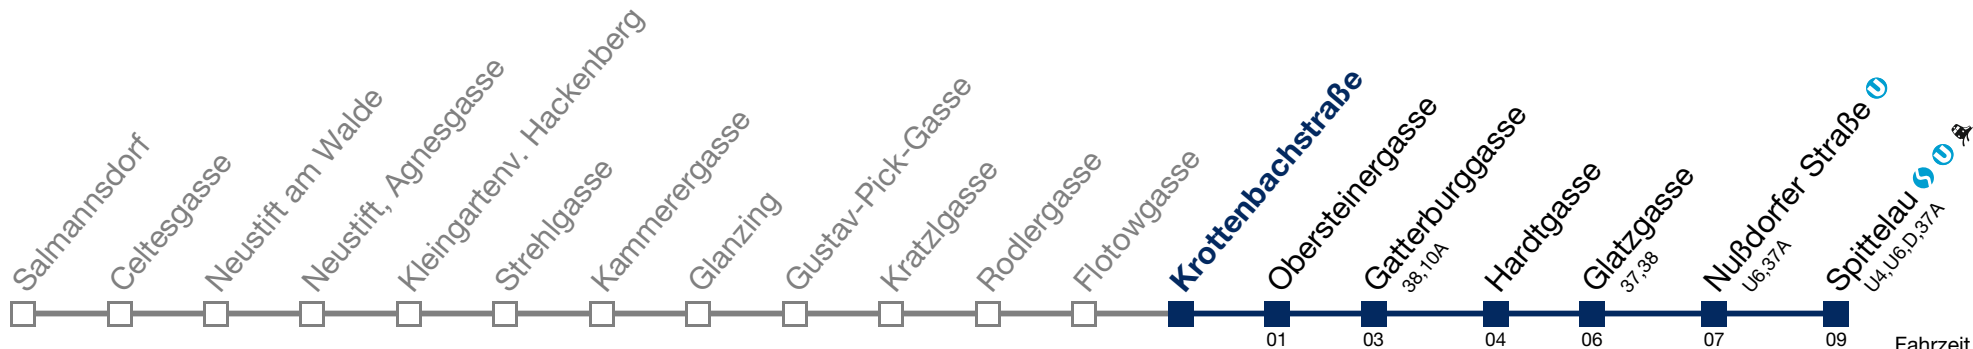 Salmannsdorf
Celtesgasse
Neustift am Walde
Neustift, Agnesgasse
Kleingartenv. Hackenberg
Strehlgasse
Kammerergasse
Glanzing
Gustav-Pick-Gasse
Kratzlgasse
Rodlergasse
Flotowgasse
Krottenbachstraße
Obersteinergasse
01
Gatterburggasse
38,10A
03
Hardtgasse
04
Glatzgasse
37,38
06
Nußdorfer Straße U
U6,37A
07
Spittelau S U
U4,U6,D,37A
09
Fahrzeit